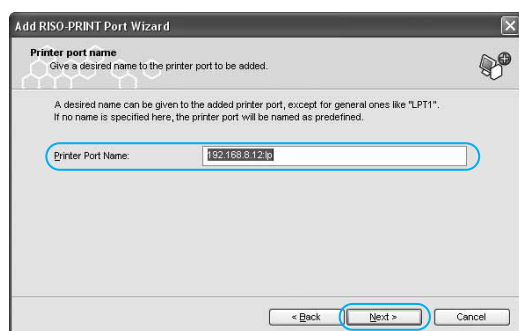 Add RISO-PRINT Port Wizard
Printer port name
Give a desired name to the printer port to be added.
A desired name can be given to the added printer port, except for general ones like "LPT1".
If no name is specified here, the printer port will be named as predefined.
Printer Port Name: 192.168.8.12:lp
< Back Next > Cancel